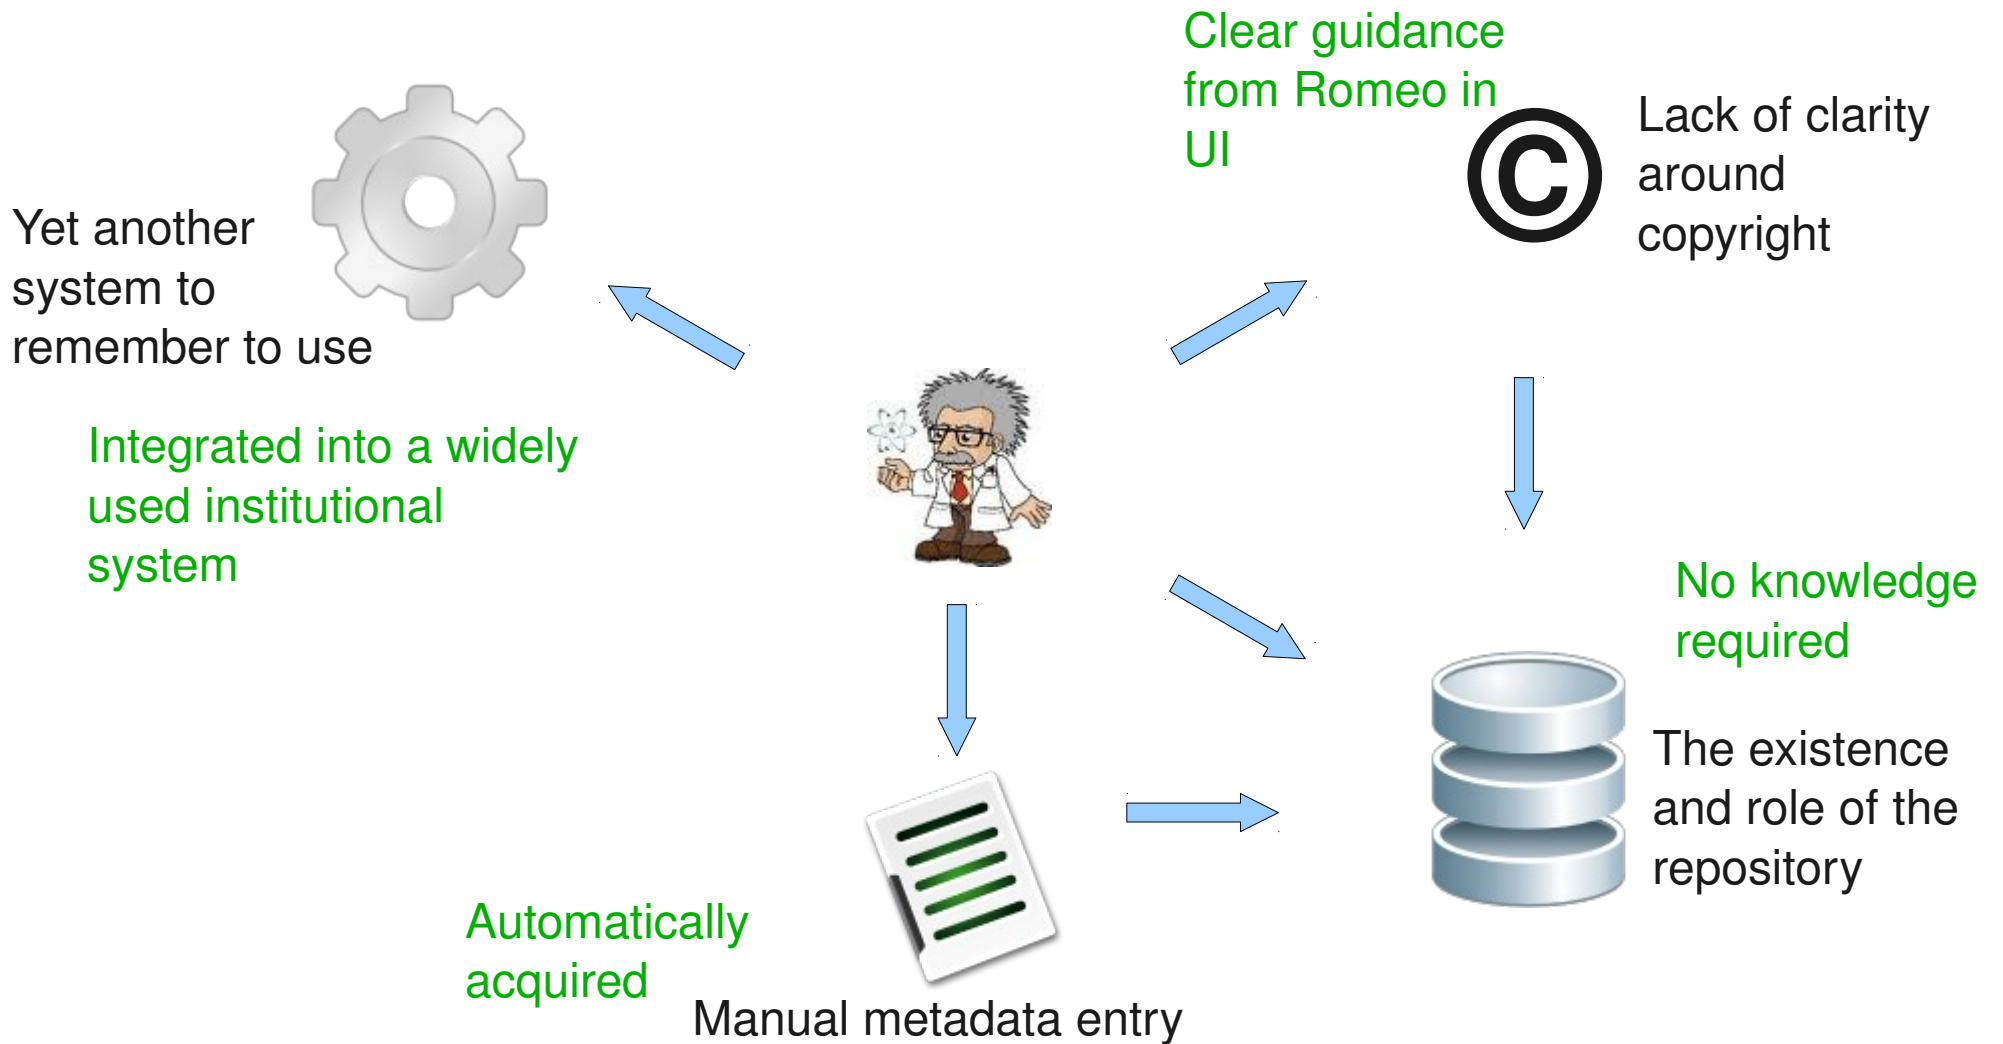 Clear guidance
from Romeo in
UI
©
Lack of clarity
around
copyright
Yet another
system to
remember to use
Integrated into a widely
used institutional
system
No knowledge
required
The existence
and role of the
repository
Automatically
acquired
Manual metadata entry